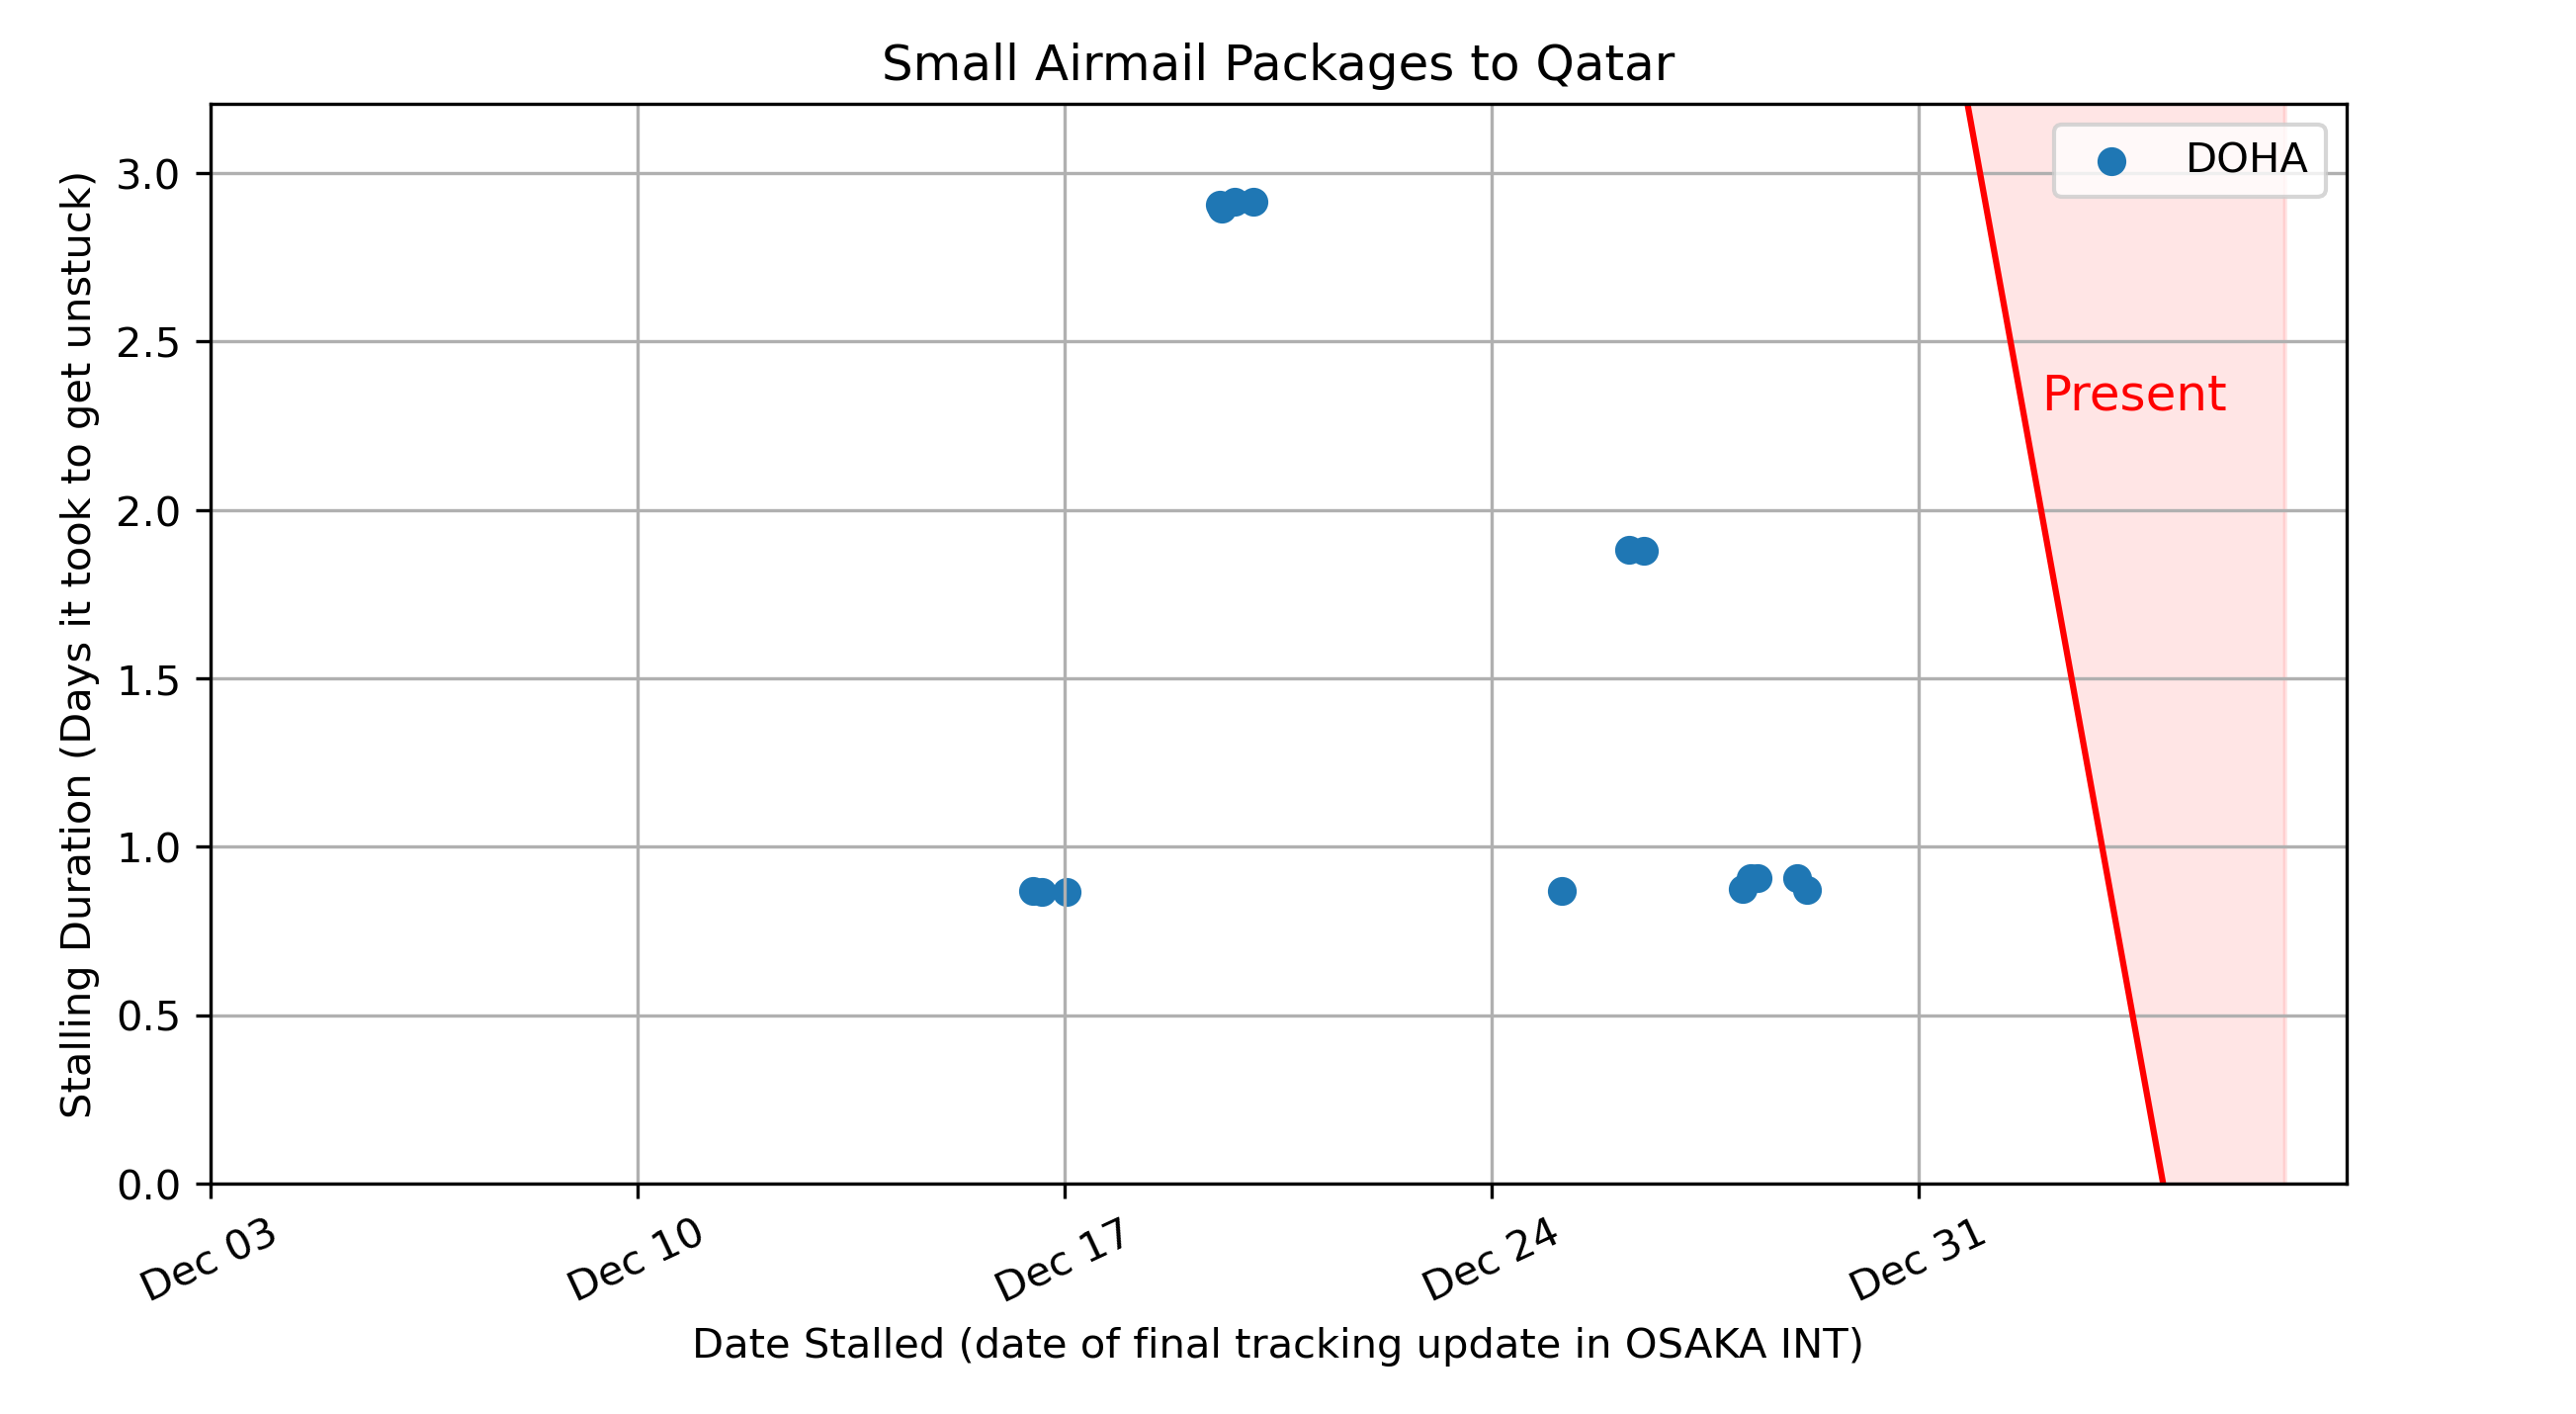 Small Airmail Packages to Qatar
DOHA
Present
Stalling Duration (Days it took to get unstuck)
3.0
2.5
2.0
1.5
1.0
0.5
0.0
Dec 03
Dec 10
Dec 17
Dec 24
Dec 31
Date Stalled (date of final tracking update in OSAKA INT)